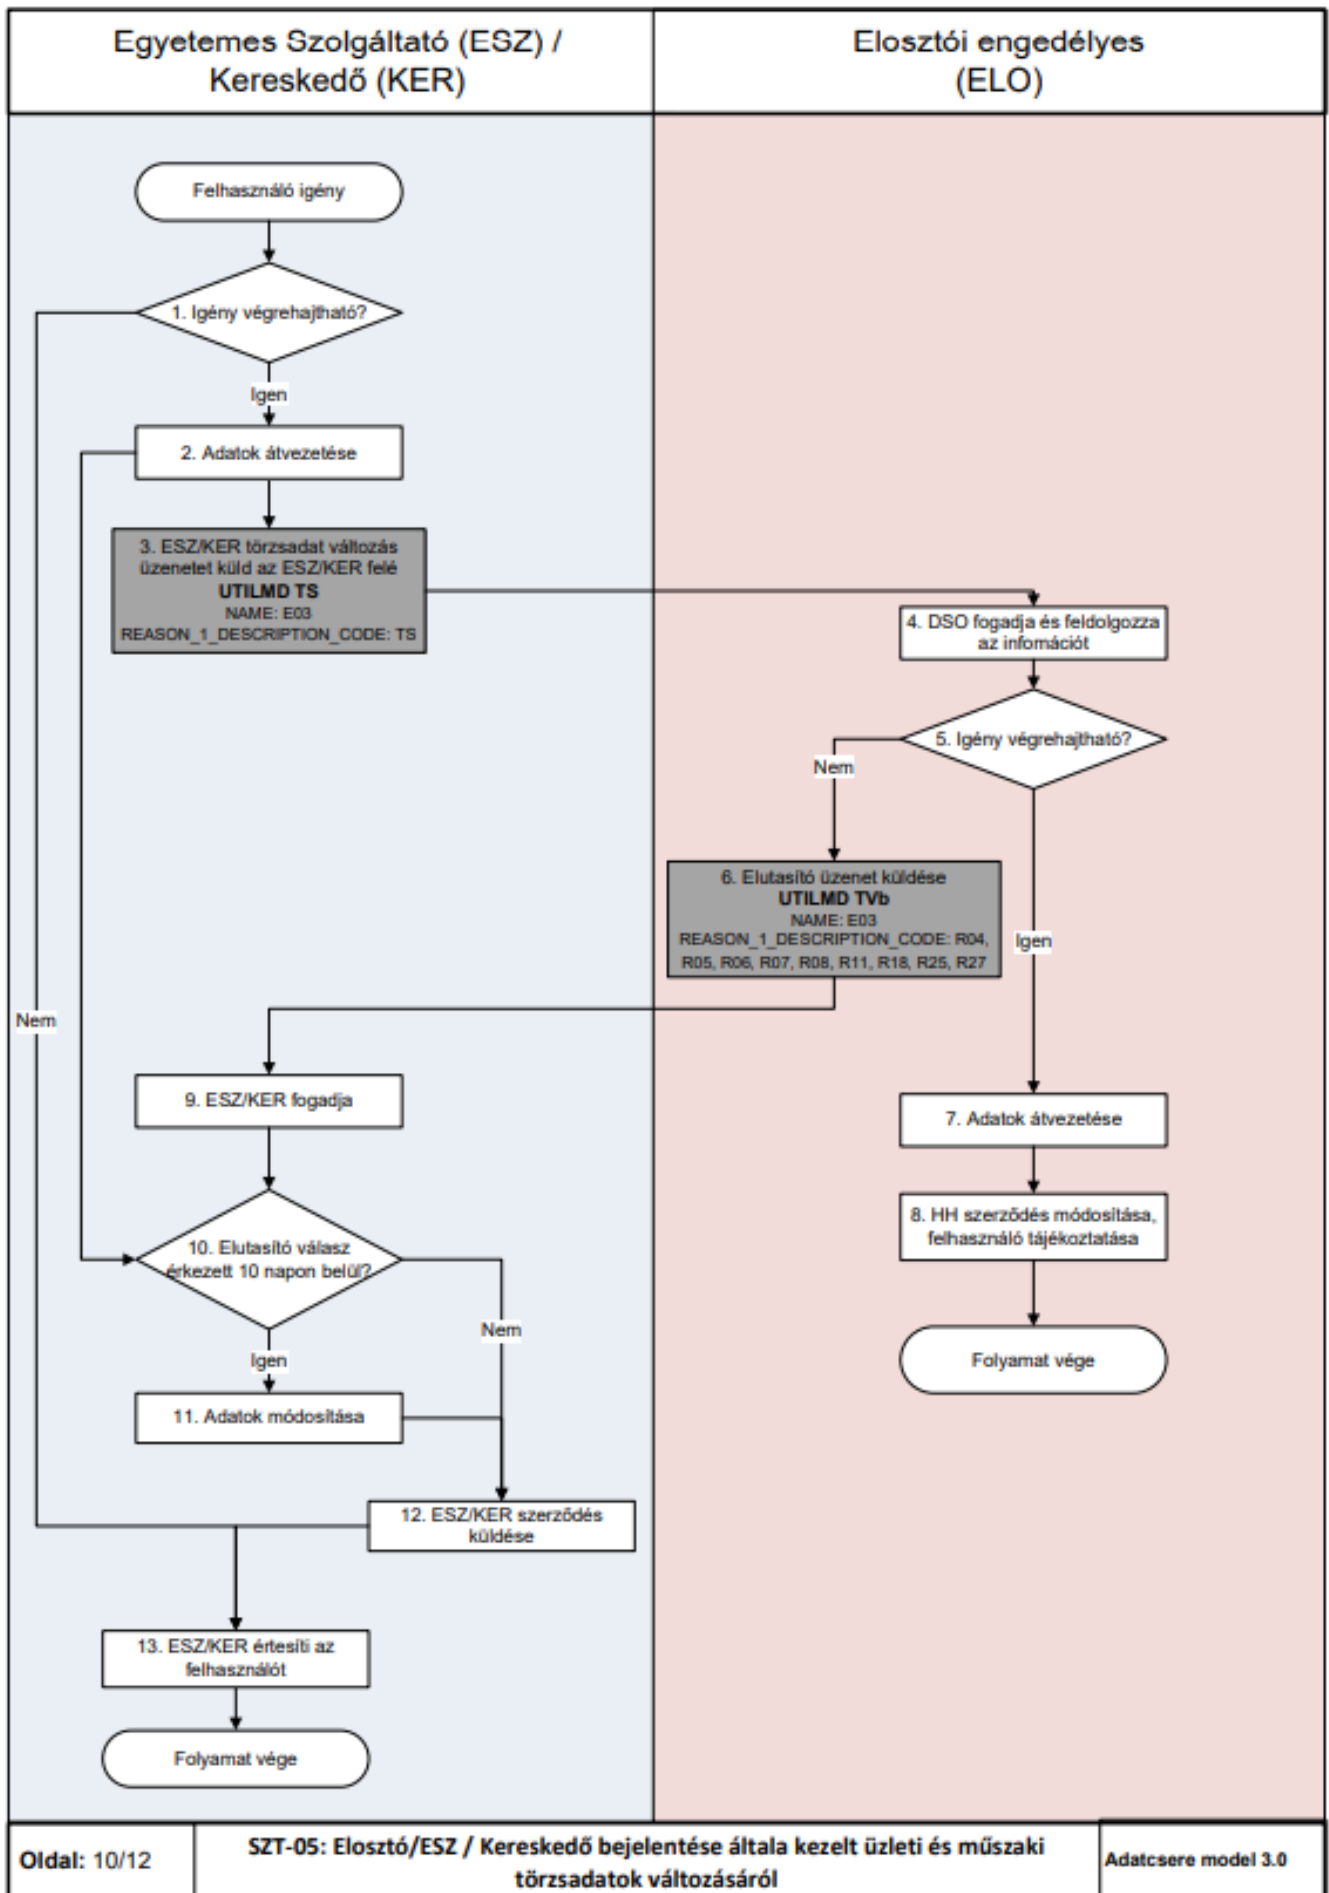 Egyetemes Szolgáltató (ESZ) /
Kereskedő (KER)
Elosztói engedélyes
(ELO)
Felhasználó igény
1. Igény végrehajtható?
Igen
2. Adatok átvezetése
3. ESZ/KER törzsadat változás
üzenetet küld az ESZ/KER felé
UTILMD TS
NAME: E03
REASON_1_DESCRIPTION_CODE: TS
4. DSO fogadja és feldolgozza
az infomációt
5. Igény végrehajtható?
Nem
6. Elutasító üzenet küldése
UTILMD TVb
NAME: E03
REASON_1_DESCRIPTION_CODE: R04,
R05, R06, R07, R08, R11, R18, R25, R27
Igen
Nem
9. ESZ/KER fogadja
7. Adatok átvezetése
8. HH szerződés módosítása,
felhasználó tájékoztatása
10. Elutasító válasz
érkezett 10 napon belül?
Nem
Igen
Folyamat vége
11. Adatok módosítása
12. ESZ/KER szerződés
küldése
13. ESZ/KER értesíti az
felhasználót
Folyamat vége
Oldal: 10/12
SZT-05: Elosztó/ESZ / Kereskedő bejelentése általa kezelt üzleti és műszaki
törzsadatok változásáról
Adatcsere model 3.0